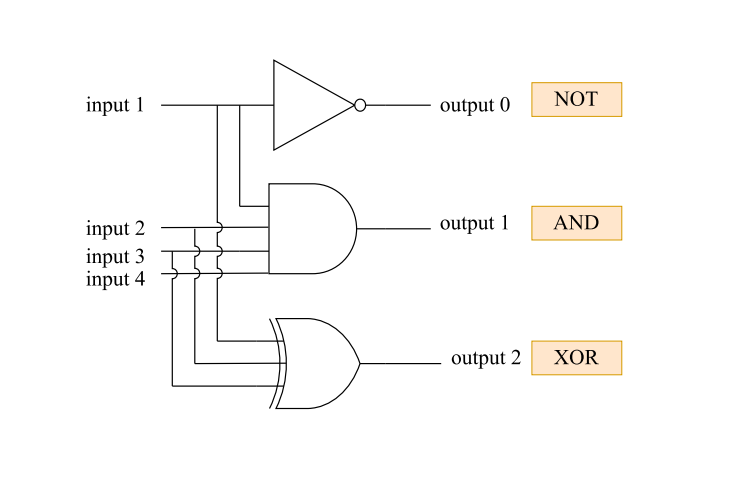 input 1
output 0
NOT
input 2
output 1
AND
input 3
input 4
output 2
XOR